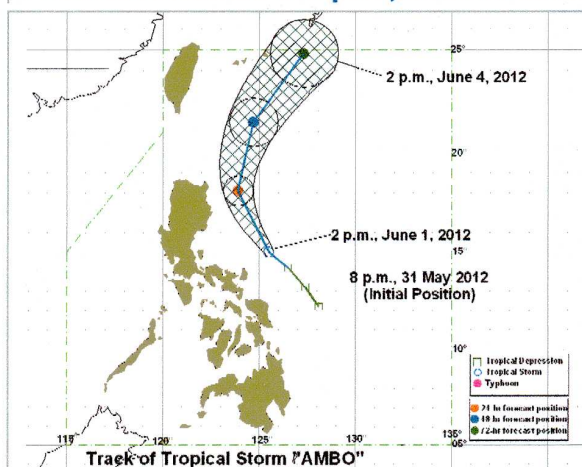 25°
2 p.m., June 4, 2012
20°
2 p.m., June 1, 2012
15°
8 p.m., 31 May 2012
(Initial Position)
10°
Tropical Depression
Tropical Storm
Typhoon
24-hr forecast position
48-hr forecast position
72-hr forecast position
115 120 125 130 135 05°
Track of Tropical Storm "AMBO"